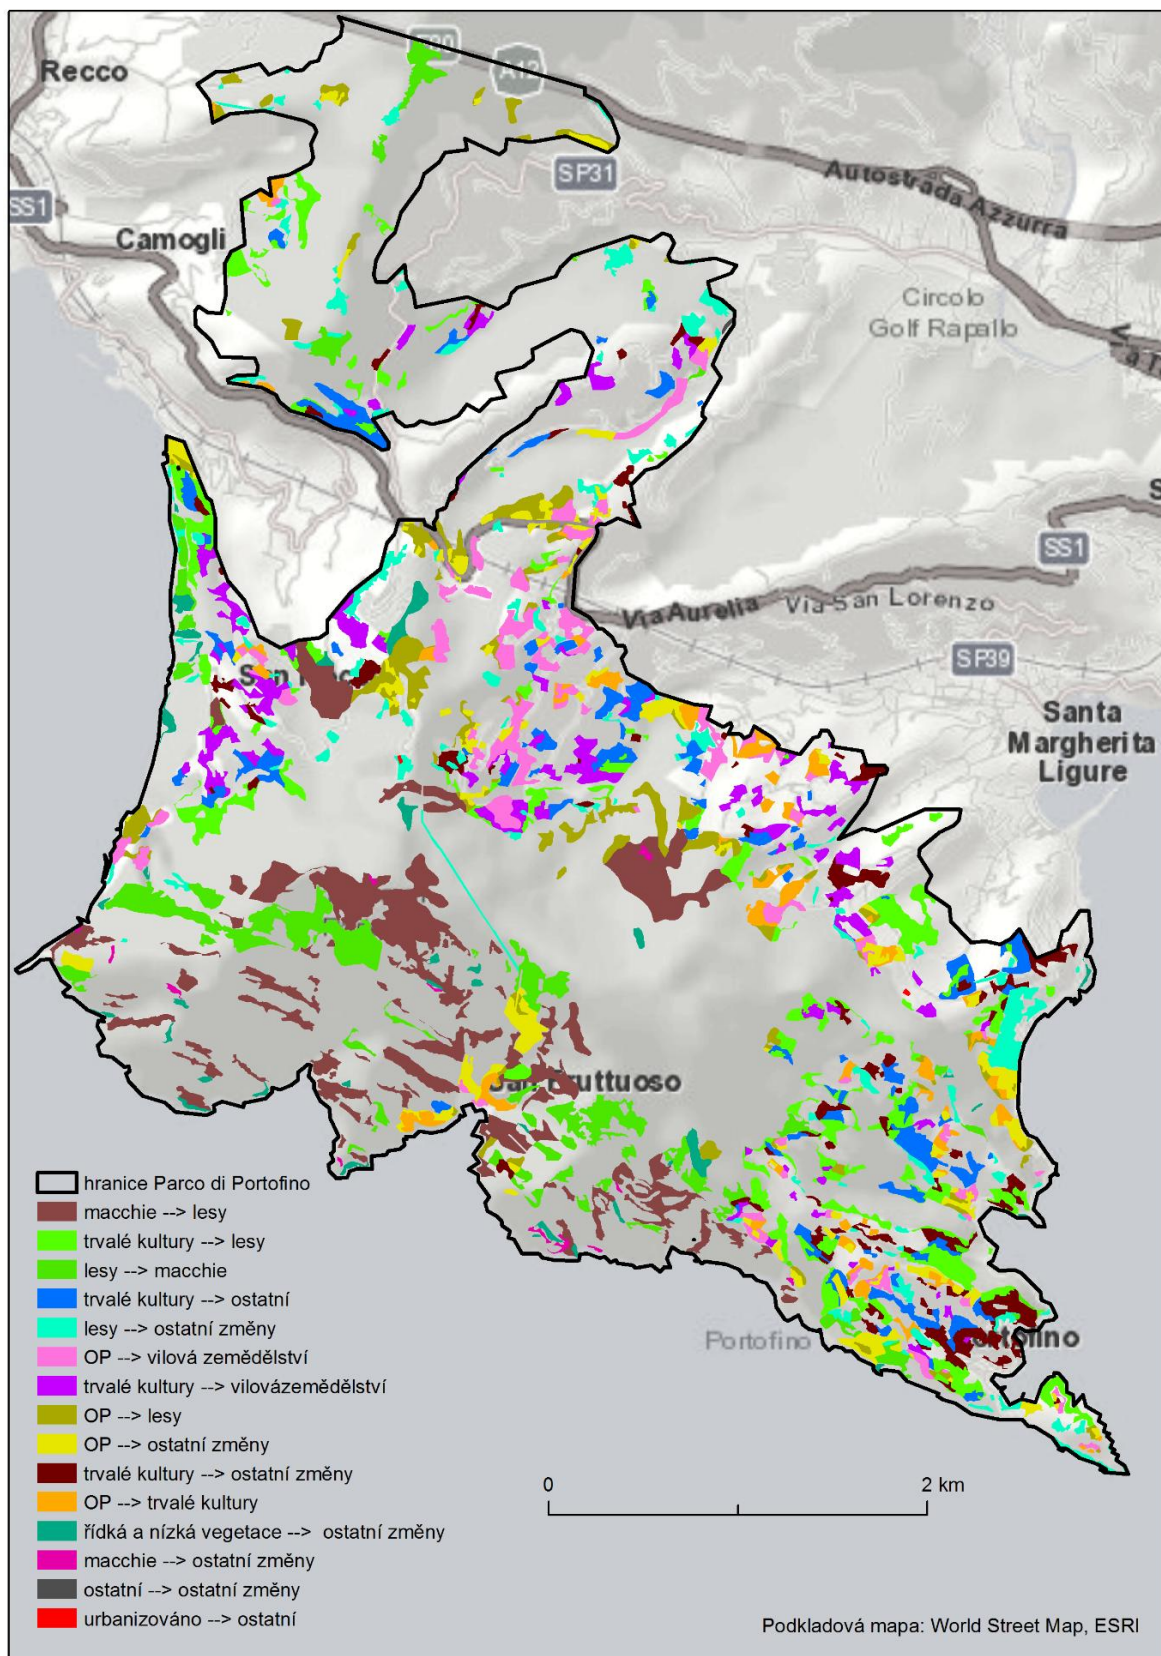 Recco
A12
SP31
Autostrada Azzurra
SS1
Camogli
Circolo
Golf Rapallo
SS1
Via Aurelia
Via San Lorenzo
SP39
Santa
Margherita
Ligure
San
San Fruttuoso
Portofino
hranice Parco di Portofino
macchie --> lesy
trvalé kultury --> lesy
lesy --> macchie
trvalé kultury --> ostatní
lesy --> ostatní změny
OP --> vilová zemědělství
trvalé kultury --> vilovázemědělství
OP --> lesy
OP --> ostatní změny
trvalé kultury --> ostatní změny
OP --> trvalé kultury
řídká a nízká vegetace --> ostatní změny
macchie --> ostatní změny
ostatní --> ostatní změny
urbanizováno --> ostatní
0 2 km
Podkladová mapa: World Street Map, ESRI